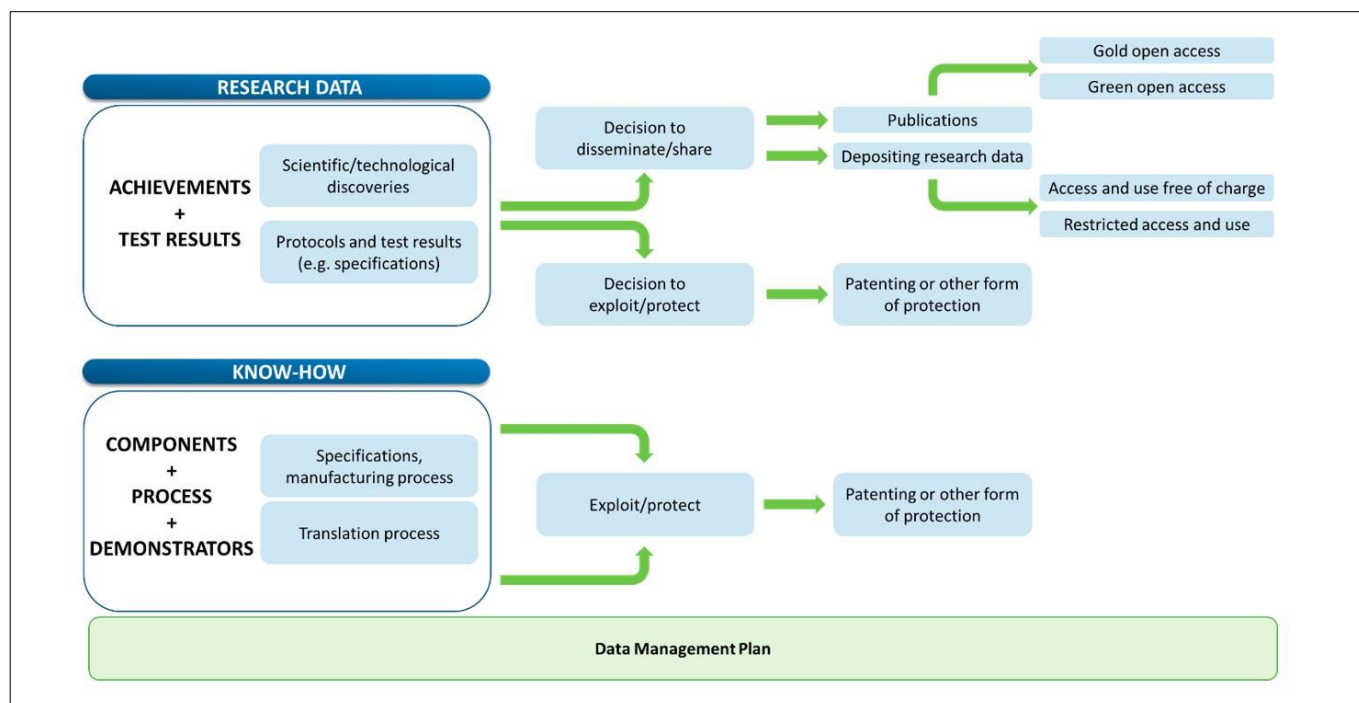 RESEARCH DATA
ACHIEVEMENTS
+
TEST RESULTS
Scientific/technological
discoveries
Protocols and test results
(e.g. specifications)
Decision to
disseminate/share
Decision to
exploit/protect
Publications
Depositing research data
Patenting or other form
of protection
Gold open access
Green open access
Access and use free of charge
Restricted access and use
KNOW-HOW
COMPONENTS
+
PROCESS
+
DEMONSTRATORS
Specifications,
manufacturing process
Translation process
Exploit/protect
Patenting or other form
of protection
Data Management Plan